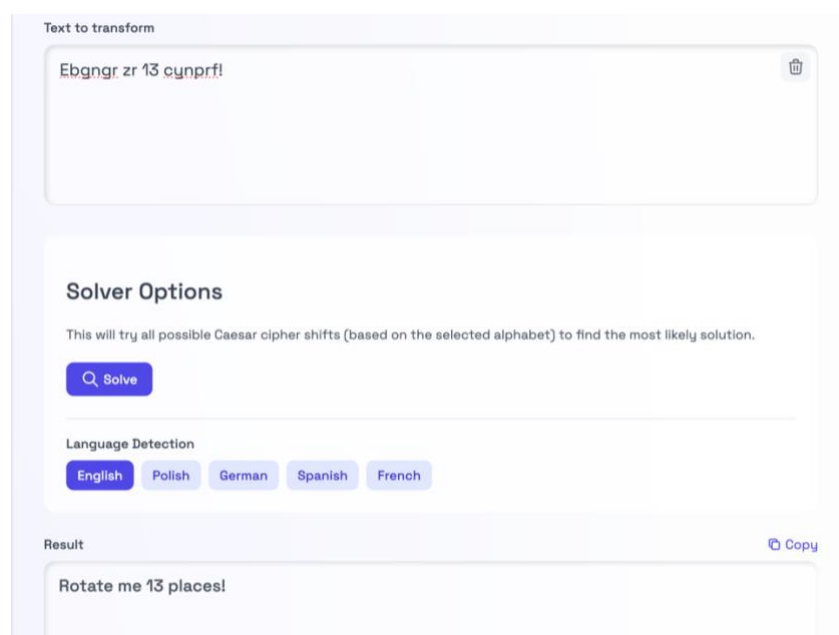 Text to transform
Ebgngr zr 13 cynprf!
Solver Options
This will try all possible Caesar cipher shifts (based on the selected alphabet) to find the most likely solution.
Solve
Language Detection
English Polish German Spanish French
Result Copy
Rotate me 13 places!